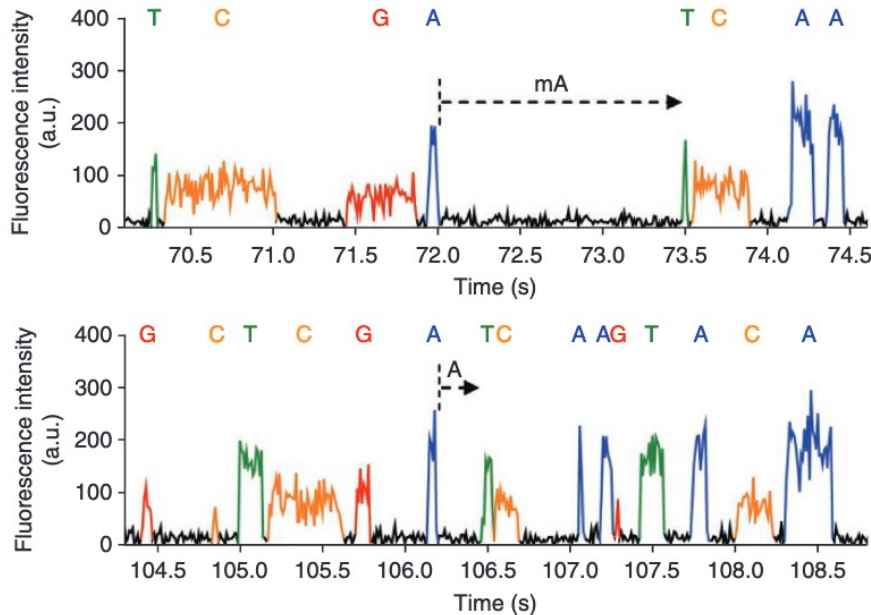 400 T C G A T C A A
300
200
100
0
mA
Fluorescence intensity
(a.u.)
70.5 71.0 71.5 72.0 72.5 73.0 73.5 74.0 74.5
Time (s)
400 G C T C G A T C A A G T A C A
300
200
100
0
A
Fluorescence intensity
(a.u.)
104.5 105.0 105.5 106.0 106.5 107.0 107.5 108.0 108.5
Time (s)